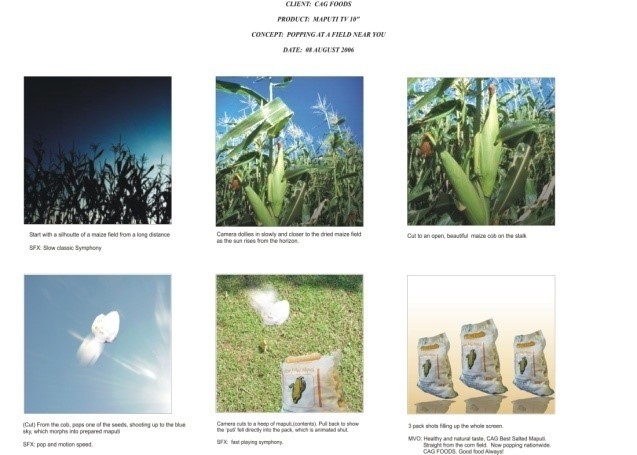 CLIENT: CAG FOODS
PRODUCT: MAPUTI TV 10"
CONCEPT: POPPING AT A FIELD NEAR YOU
DATE: 08 AUGUST 2006
Start with a silhoutte of a maize field from a long distance
SFX: Slow classic Symphony
Camera dollies in slowly and closer to the dried maize field
as the sun rises from the horizon.
Cut to an open, beautiful maize cob on the stalk
(Cut) From the cob, pops one of the seeds, shooting up to the blue
sky, which morphs into prepared maputi
SFX: pop and motion speed.
Camera cuts to a heep of maputi,(contents). Pull back to show
the 'puti' fell directly into the pack, which is animated shut.
SFX: fast playing symphony.
3 pack shots filling up the whole screen.
MVO: Healthy and natural taste, CAG Best Salted Maputi.
Straight from the corn field. Now popping nationwide.
CAG FOODS. Good food Always!